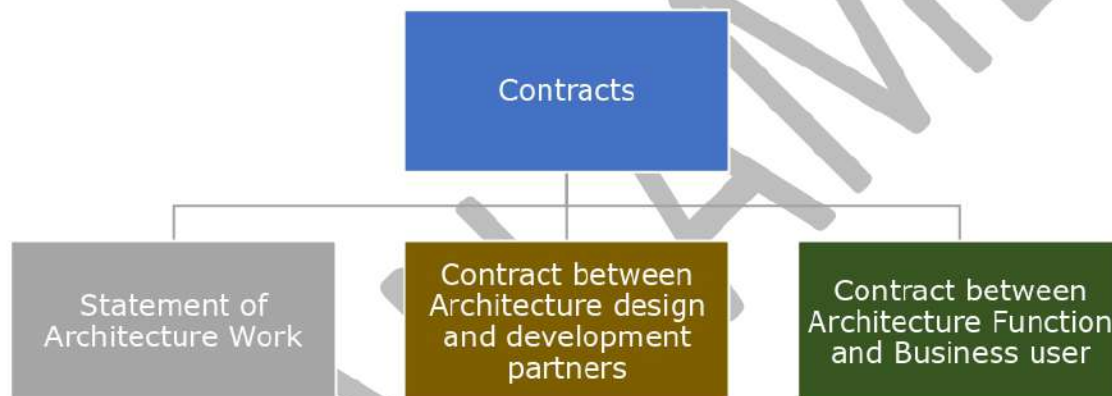 Contracts
Statement of
Architecture Work
Contract between
Architecture design
and development
partners
Contract between
Architecture Function
and Business user